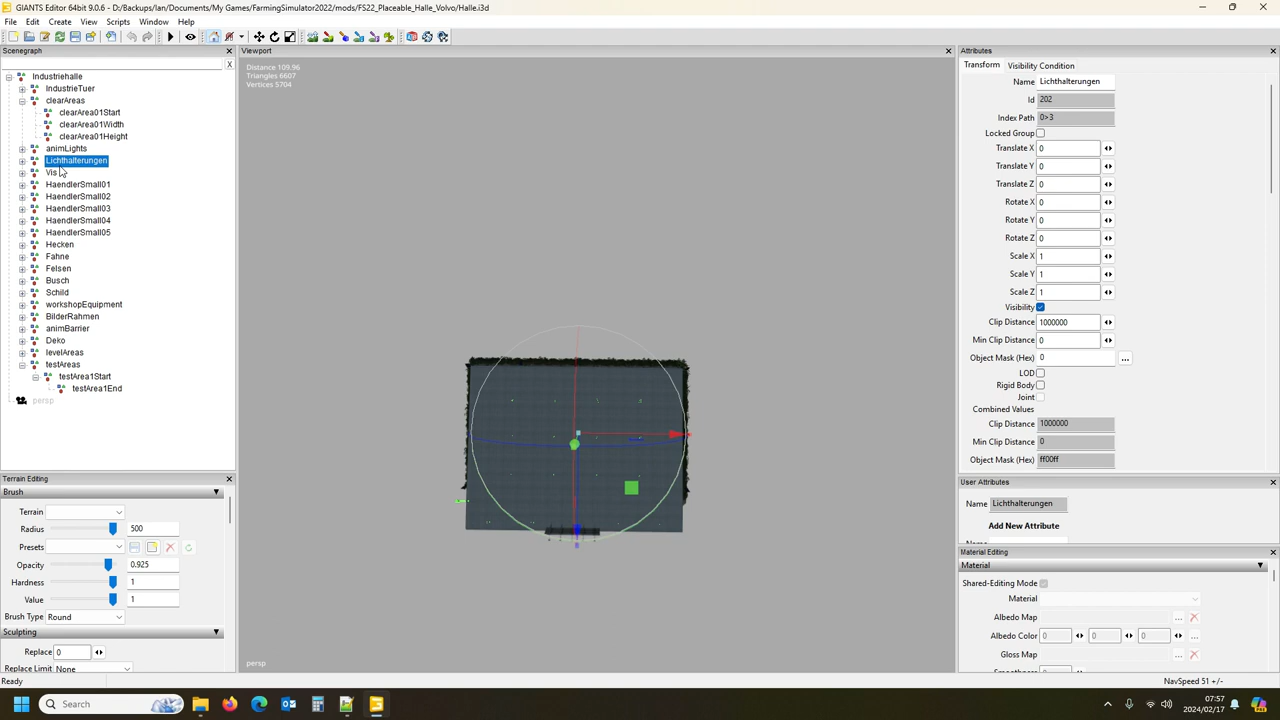 GIANTS Editor 64bit 9.0.6 - D:/Backups/Ian/Documents/My Games/FarmingSimulator2022/mods/FS22_Placeable_Halle_Volvo/Halle.i3d
File Edit Create View Scripts Window Help
Scenegraph
X
Industriehalle
IndustrieTuer
clearAreas
clearArea01Start
clearArea01Width
clearArea01Height
animLights
Lichthalterungen
Vis
HaendlerSmall01
HaendlerSmall02
HaendlerSmall03
HaendlerSmall04
HaendlerSmall05
Hecken
Fahne
Felsen
Busch
Schild
workshopEquipment
BilderRahmen
animBarrier
Deko
levelAreas
testAreas
testArea1Start
testArea1End
persp
Terrain Editing
Brush
Terrain
Radius 500
Presets
Opacity 0.925
Hardness 1
Value 1
Brush Type Round
Sculpting
Replace 0
Replace Limit None
Ready
Viewport
Distance 109.96
Triangles 6607
Vertices 5704
persp
Attributes
Transform Visibility Condition
Name Lichthalterungen
Id 202
Index Path 0>3
Locked Group
Translate X 0
Translate Y 0
Translate Z 0
Rotate X 0
Rotate Y 0
Rotate Z 0
Scale X 1
Scale Y 1
Scale Z 1
Visibility
Clip Distance 1000000
Min Clip Distance 0
Object Mask (Hex) 0 ...
LOD
Rigid Body
Joint
Combined Values
Clip Distance 1000000
Min Clip Distance 0
Object Mask (Hex) ff00ff
User Attributes
Name Lichthalterungen
Add New Attribute
Material Editing
Material
Shared-Editing Mode
Material
Albedo Map ...
Albedo Color 0 0 0 ...
Gloss Map ...
NavSpeed 51 +/-
Search
07:57
2024/02/17